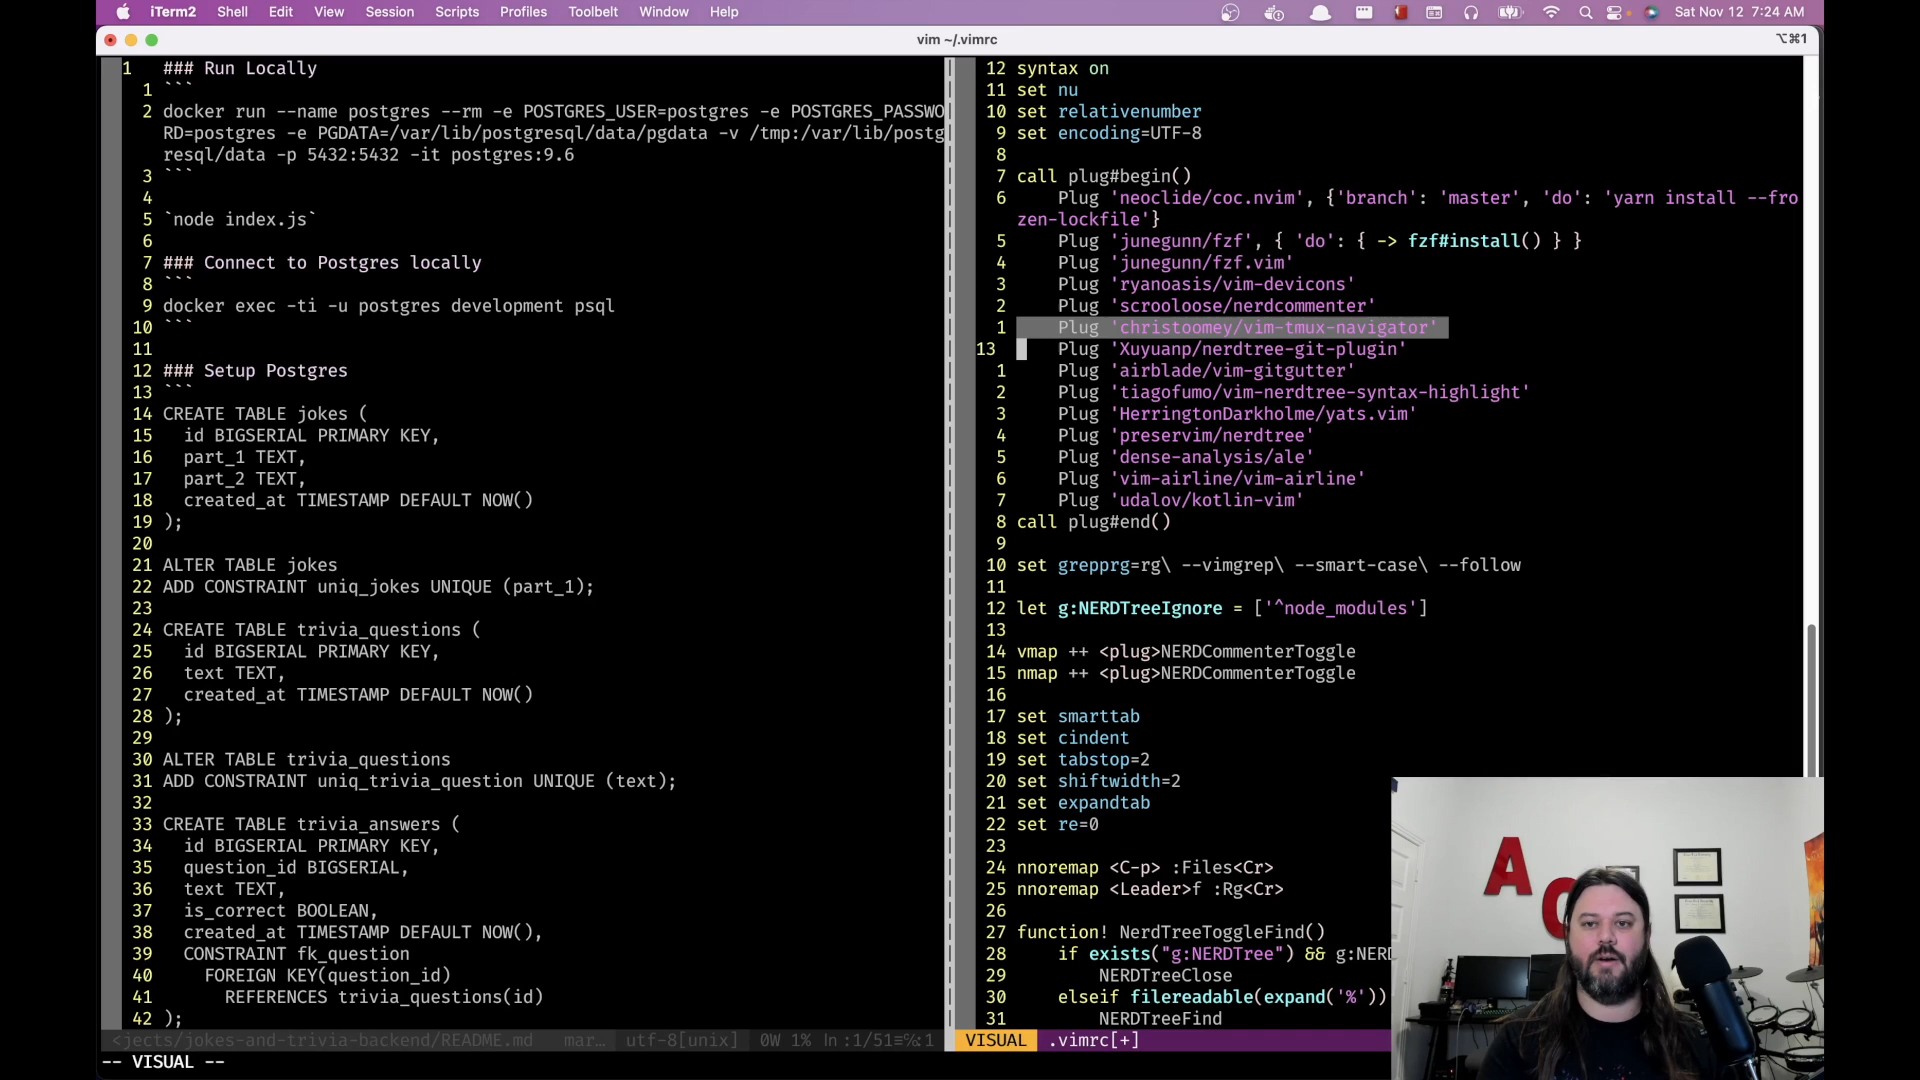 iTerm2 Shell Edit View Session Scripts Profiles Toolbelt Window Help Sat Nov 12 7:24 AM
vim ~/.vimrc ⌥⌘1
1 ### Run Locally
1 ```
2 docker run --name postgres --rm -e POSTGRES_USER=postgres -e POSTGRES_PASSWO
RD=postgres -e PGDATA=/var/lib/postgresql/data/pgdata -v /tmp:/var/lib/postg
resql/data -p 5432:5432 -it postgres:9.6
3 ```
4
5 `node index.js`
6
7 ### Connect to Postgres locally
8 ```
9 docker exec -ti -u postgres development psql
10 ```
11
12 ### Setup Postgres
13 ```
14 CREATE TABLE jokes (
15 id BIGSERIAL PRIMARY KEY,
16 part_1 TEXT,
17 part_2 TEXT,
18 created_at TIMESTAMP DEFAULT NOW()
19 );
20
21 ALTER TABLE jokes
22 ADD CONSTRAINT uniq_jokes UNIQUE (part_1);
23
24 CREATE TABLE trivia_questions (
25 id BIGSERIAL PRIMARY KEY,
26 text TEXT,
27 created_at TIMESTAMP DEFAULT NOW()
28 );
29
30 ALTER TABLE trivia_questions
31 ADD CONSTRAINT uniq_trivia_question UNIQUE (text);
32
33 CREATE TABLE trivia_answers (
34 id BIGSERIAL PRIMARY KEY,
35 question_id BIGSERIAL,
36 text TEXT,
37 is_correct BOOLEAN,
38 created_at TIMESTAMP DEFAULT NOW(),
39 CONSTRAINT fk_question
40 FOREIGN KEY(question_id)
41 REFERENCES trivia_questions(id)
42 );
<jects/jokes-and-trivia-backend/README.md mar… utf-8[unix] 0W 1% ln:1/51≡℅:1
-- VISUAL --
12 syntax on
11 set nu
10 set relativenumber
9 set encoding=UTF-8
8
7 call plug#begin()
6 Plug 'neoclide/coc.nvim', {'branch': 'master', 'do': 'yarn install --fro
zen-lockfile'}
5 Plug 'junegunn/fzf', { 'do': { -> fzf#install() } }
4 Plug 'junegunn/fzf.vim'
3 Plug 'ryanoasis/vim-devicons'
2 Plug 'scrooloose/nerdcommenter'
1 Plug 'christoomey/vim-tmux-navigator'
13 Plug 'Xuyuanp/nerdtree-git-plugin'
1 Plug 'airblade/vim-gitgutter'
2 Plug 'tiagofumo/vim-nerdtree-syntax-highlight'
3 Plug 'HerringtonDarkholme/yats.vim'
4 Plug 'preservim/nerdtree'
5 Plug 'dense-analysis/ale'
6 Plug 'vim-airline/vim-airline'
7 Plug 'udalov/kotlin-vim'
8 call plug#end()
9
10 set grepprg=rg\ --vimgrep\ --smart-case\ --follow
11
12 let g:NERDTreeIgnore = ['^node_modules']
13
14 vmap ++ <plug>NERDCommenterToggle
15 nmap ++ <plug>NERDCommenterToggle
16
17 set smarttab
18 set cindent
19 set tabstop=2
20 set shiftwidth=2
21 set expandtab
22 set re=0
23
24 nnoremap <C-p> :Files<Cr>
25 nnoremap <Leader>f :Rg<Cr>
26
27 function! NerdTreeToggleFind()
28 if exists("g:NERDTree") && g:NERD
29 NERDTreeClose
30 elseif filereadable(expand('%'))
31 NERDTreeFind
VISUAL .vimrc[+]
A